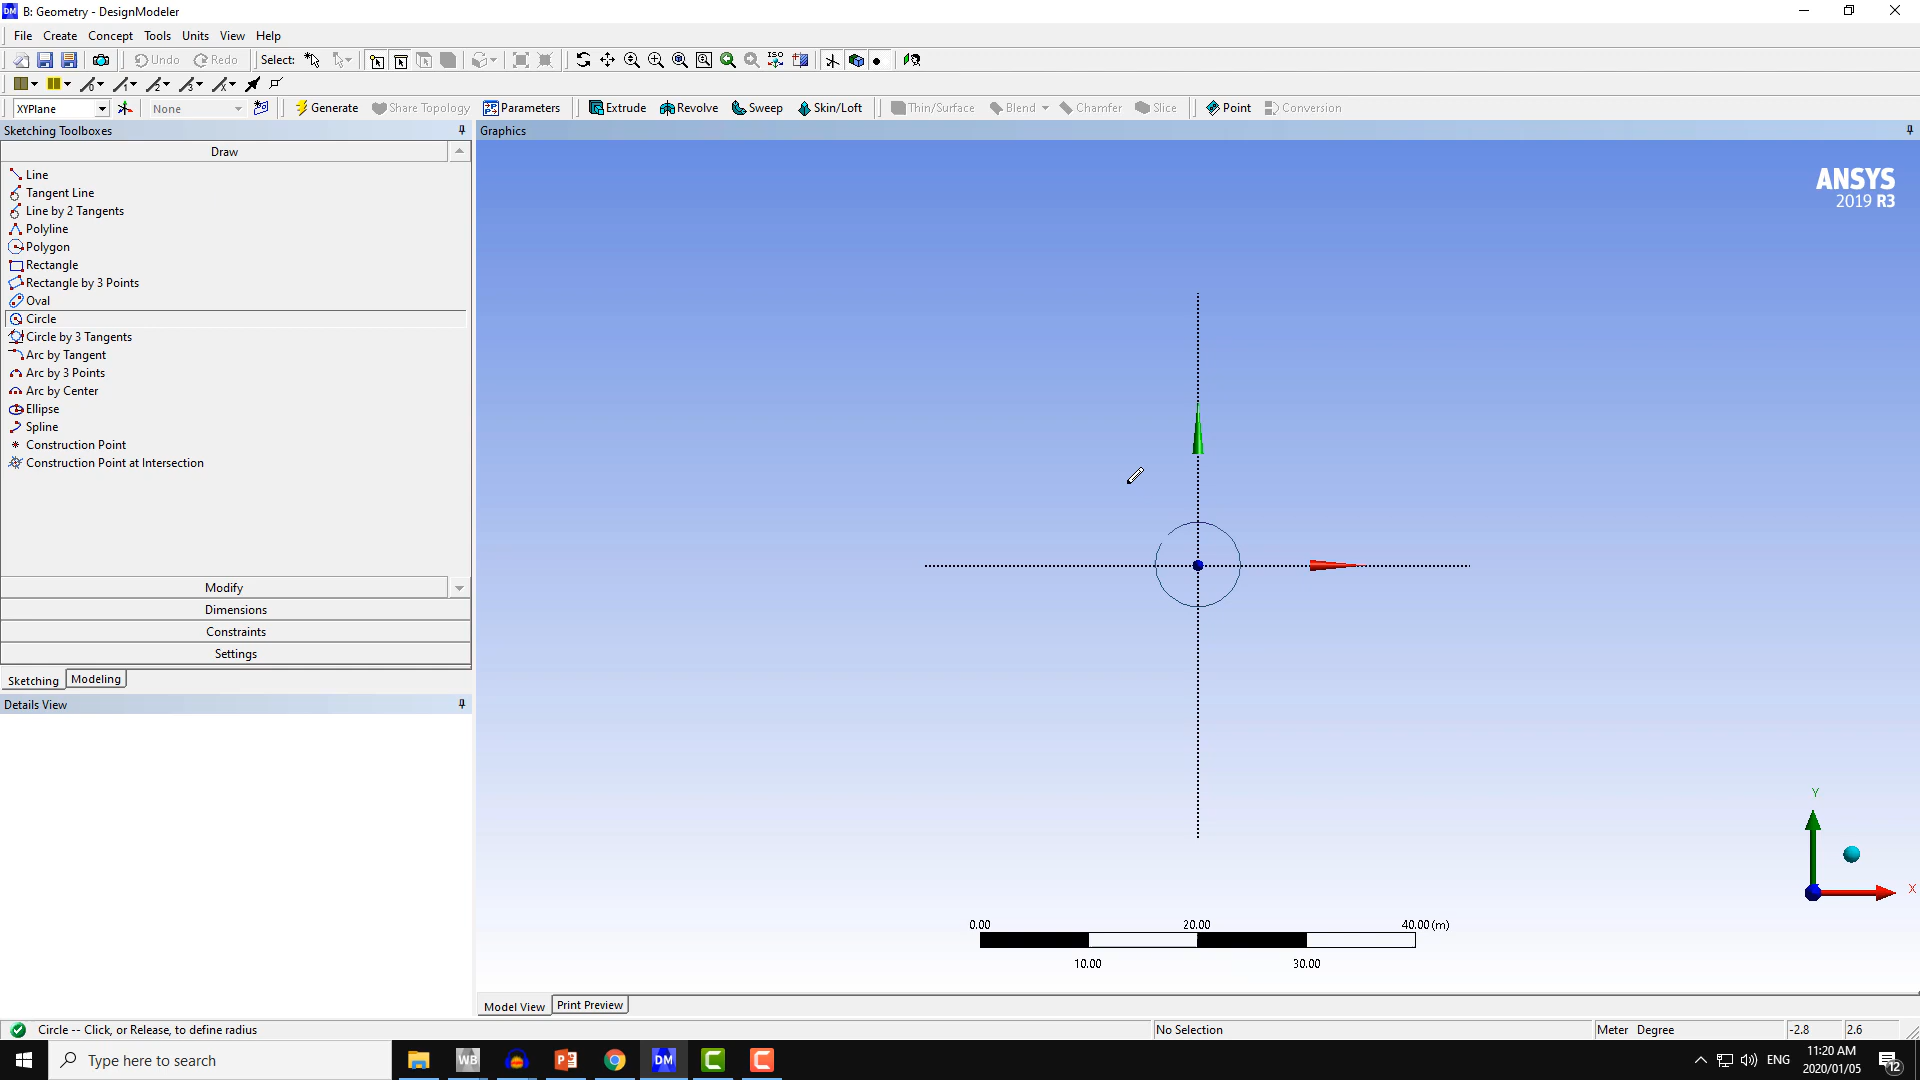 B: Geometry - DesignModeler
File Create Concept Tools Units View Help
Undo Redo Select:
XYPlane None Generate Share Topology Parameters Extrude Revolve Sweep Skin/Loft Thin/Surface Blend Chamfer Slice Point Conversion
Sketching Toolboxes
Graphics
Draw
Line
Tangent Line
Line by 2 Tangents
Polyline
Polygon
Rectangle
Rectangle by 3 Points
Oval
Circle
Circle by 3 Tangents
Arc by Tangent
Arc by 3 Points
Arc by Center
Ellipse
Spline
Construction Point
Construction Point at Intersection
Modify
Dimensions
Constraints
Settings
Sketching Modeling
Details View
ANSYS
2019 R3
Y
X
0.00 20.00 40.00 (m)
10.00 30.00
Model View Print Preview
Circle -- Click, or Release, to define radius No Selection Meter Degree -2.8 2.6
Type here to search
WB
DM
ENG
11:20 AM
2020/01/05
12